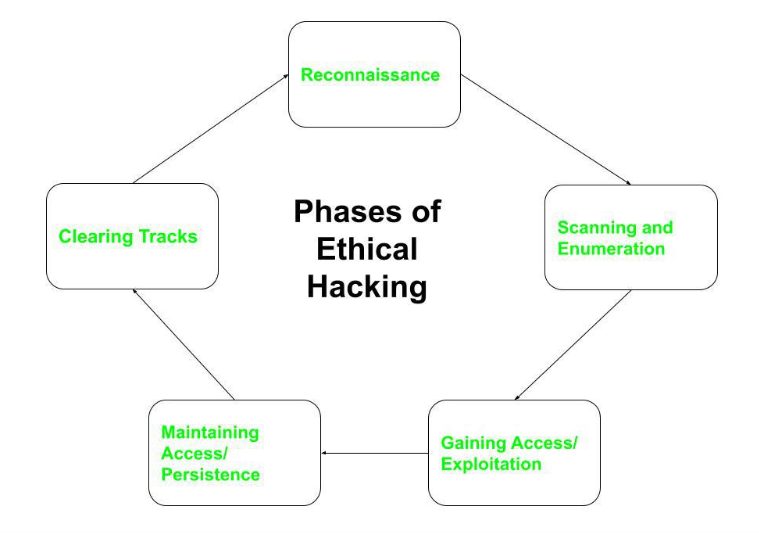 Reconnaissance
Phases of
Ethical
Hacking
Scanning and
Enumeration
Gaining Access/
Exploitation
Maintaining
Access/
Persistence
Clearing Tracks